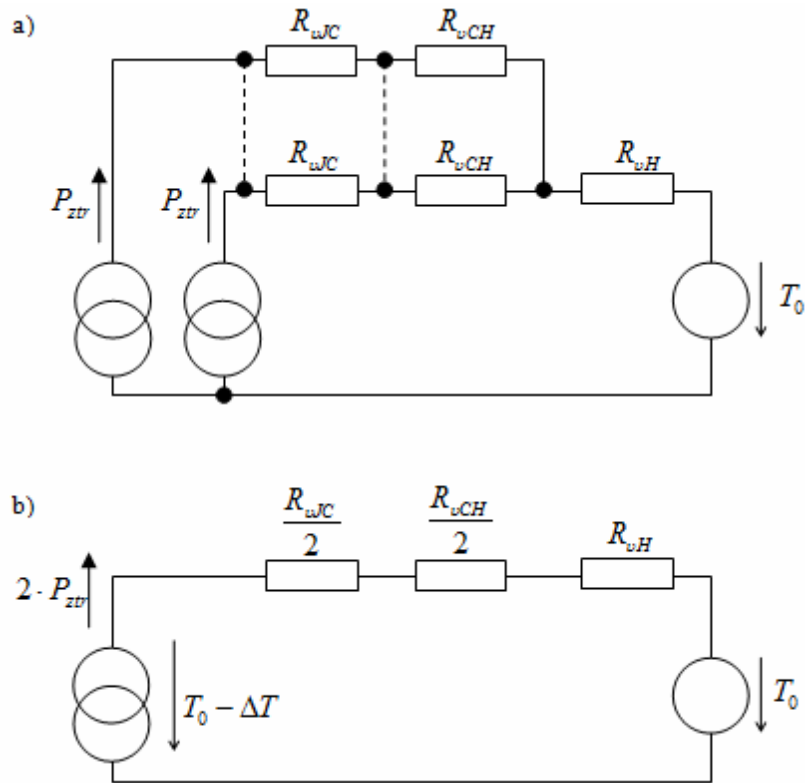 a)
R_υJC
R_υCH
R_υJC
R_υCH
R_υH
P_ztr
P_ztr
T_0
b)
R_υJC / 2
R_υCH / 2
R_υH
2 · P_ztr
T_0 − ΔT
T_0